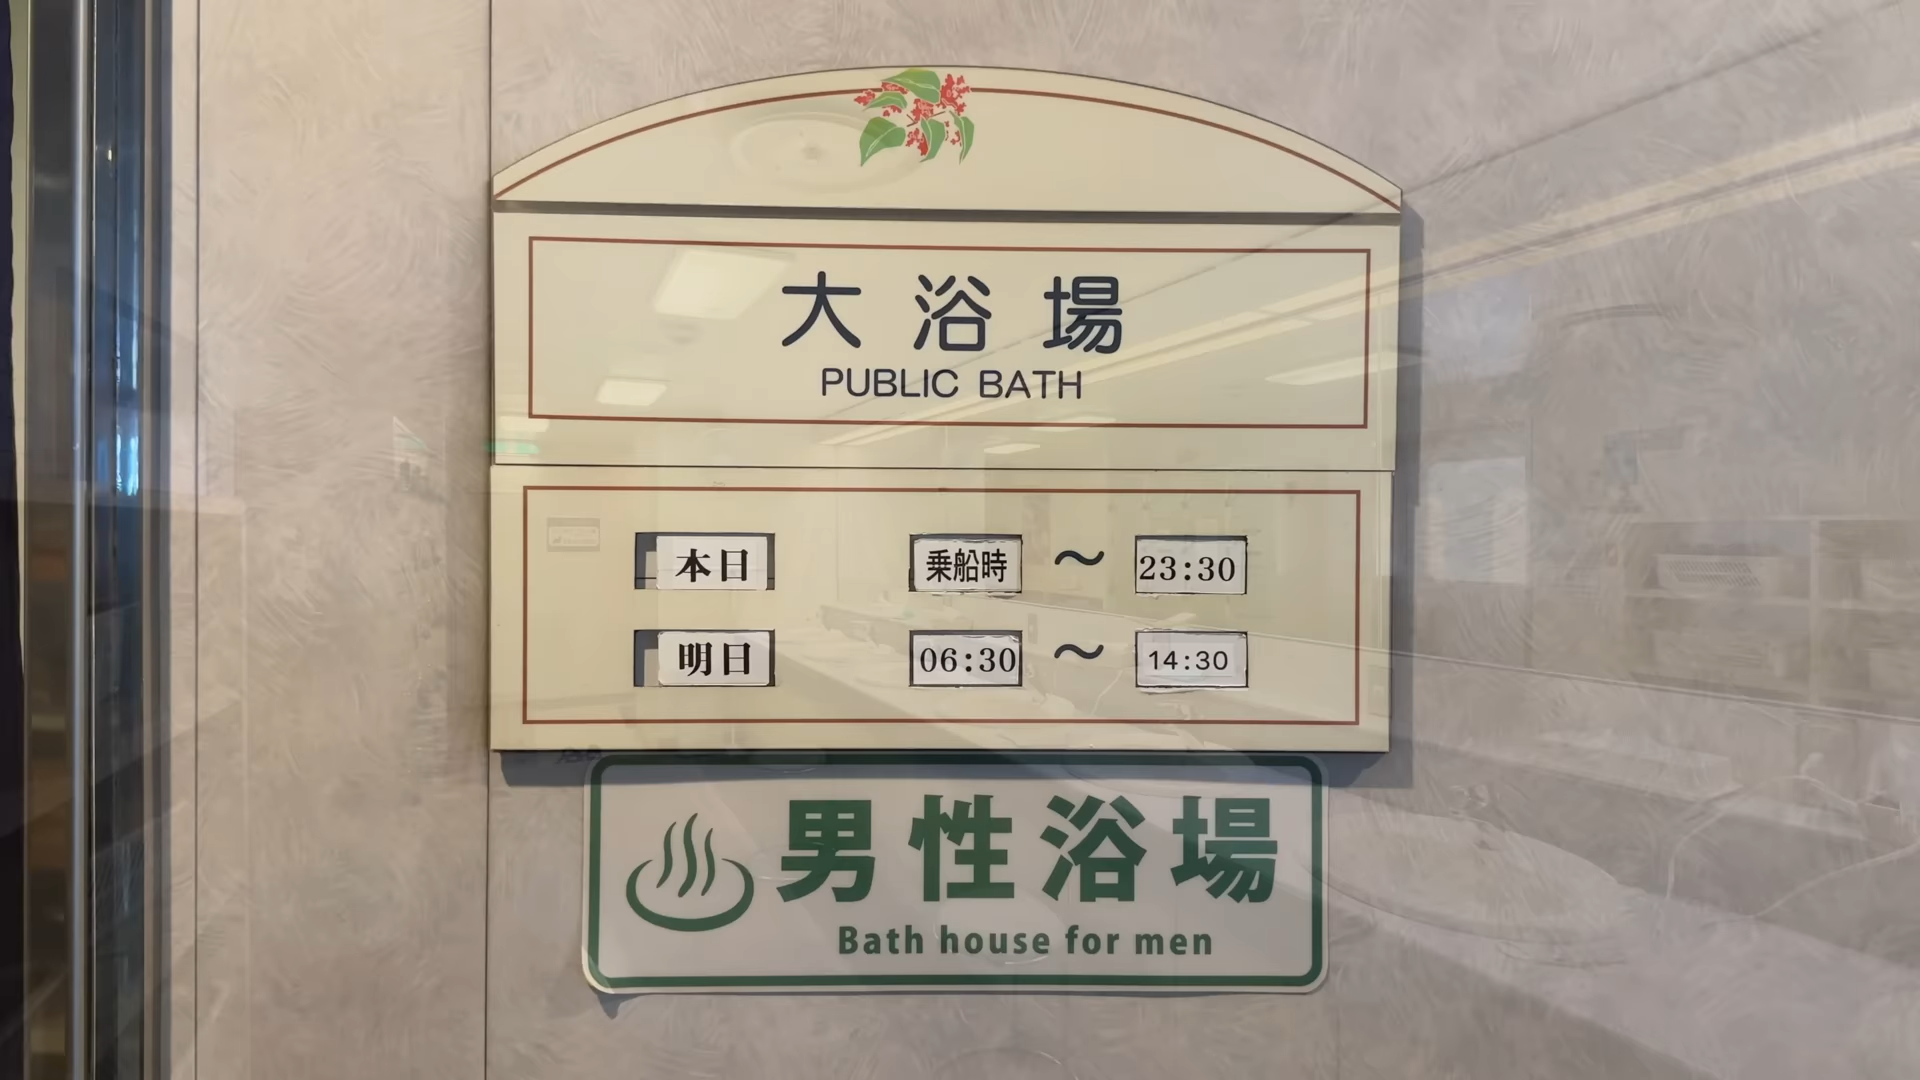 大浴場
PUBLIC BATH
本日 乗船時 ～ 23:30
明日 06:30 ～ 14:30
男性浴場
Bath house for men